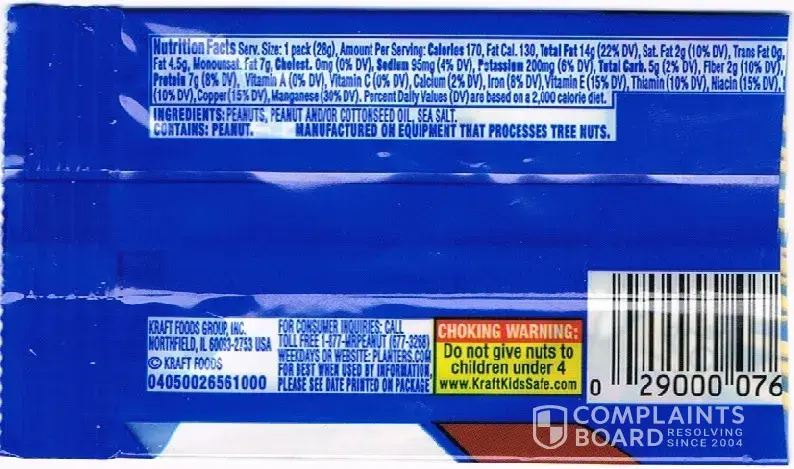 Nutrition Facts Serv. Size: 1 pack (28g), Amount Per Serving: Calories 170, Fat Cal. 130, Total Fat 14g (22% DV), Sat. Fat 2g (10% DV), Trans Fat 0g,
Fat 4.5g, Monounsat. Fat 7g, Cholest. 0mg (0% DV), Sodium 95mg (4% DV), Potassium 200mg (6% DV), Total Carb. 5g (2% DV), Fiber 2g (10% DV),
Protein 7g (8% DV), Vitamin A (0% DV), Vitamin C (0% DV), Calcium (2% DV), Iron (8% DV), Vitamin E (15% DV), Thiamin (10% DV), Niacin (15% DV),
(10% DV), Copper (15% DV), Manganese (30% DV). Percent Daily Values (DV) are based on a 2,000 calorie diet.
INGREDIENTS: PEANUTS, PEANUT AND/OR COTTONSEED OIL, SEA SALT.
CONTAINS: PEANUT. MANUFACTURED ON EQUIPMENT THAT PROCESSES TREE NUTS.
KRAFT FOODS GROUP, INC.
NORTHFIELD, IL 60093-2753 USA
© KRAFT FOODS
04050026561000
FOR CONSUMER INQUIRIES: CALL
TOLL FREE 1-877-MRPEANUT (677-3268)
WEEKDAYS OR WEBSITE: PLANTERS.COM
FOR BEST WHEN USED BY INFORMATION,
PLEASE SEE DATE PRINTED ON PACKAGE
CHOKING WARNING:
Do not give nuts to
children under 4
www.KraftKidsSafe.com
0 29000 076
COMPLAINTS
BOARD RESOLVING
SINCE 2004